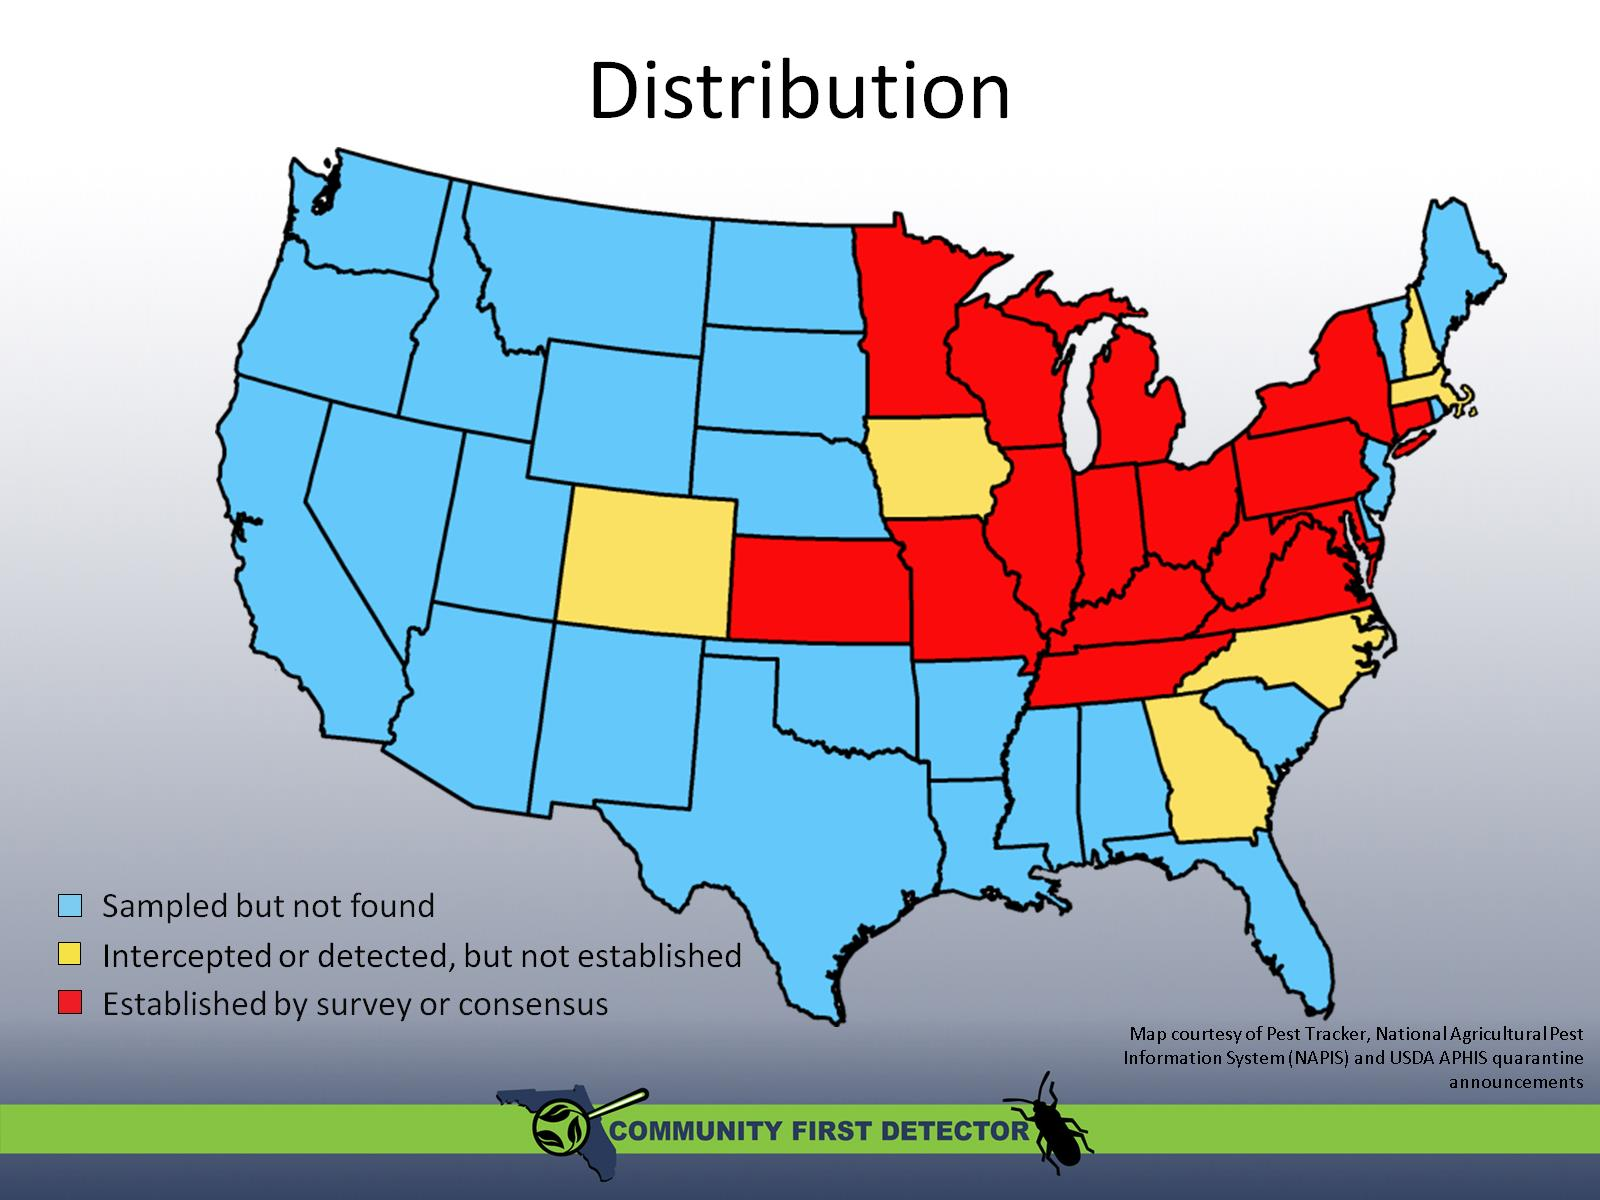 Distribution
Sampled but not found
Intercepted or detected, but not established
Established by survey or consensus
Map courtesy of Pest Tracker, National Agricultural Pest
Information System (NAPIS) and USDA APHIS quarantine
announcements
COMMUNITY FIRST DETECTOR